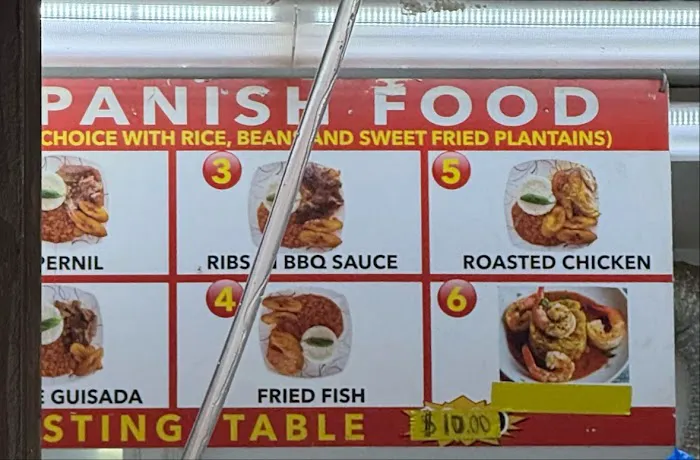 PANISH FOOD
CHOICE WITH RICE, BEANS AND SWEET FRIED PLANTAINS)
3
5
PERNIL
RIBS BBQ SAUCE
ROASTED CHICKEN
4
6
E GUISADA
FRIED FISH
STING TABLE
$10.00